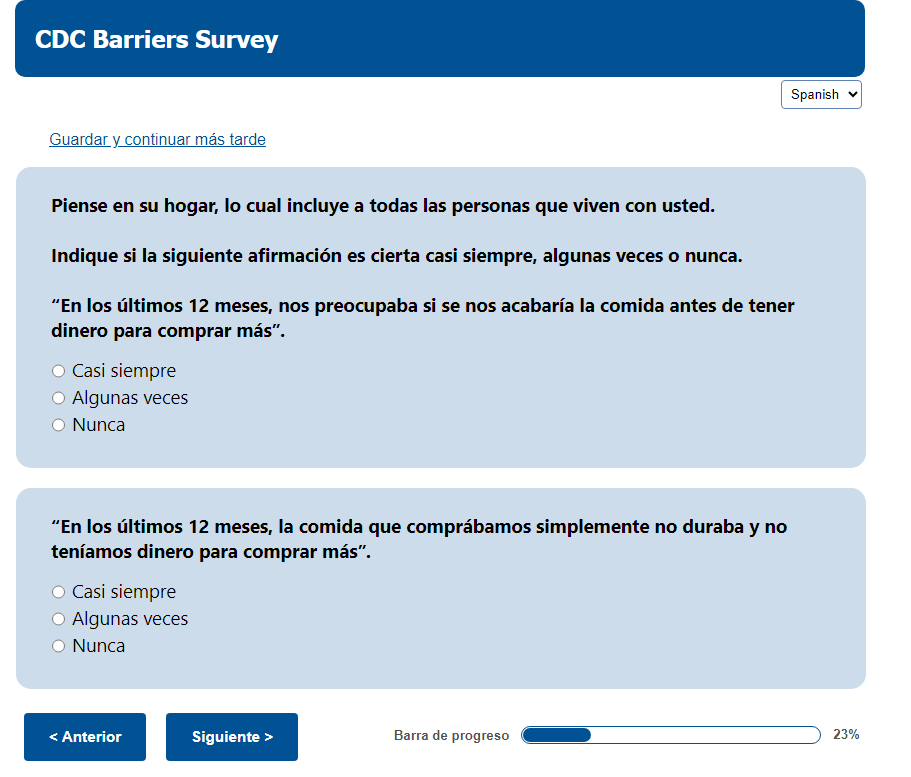 CDC Barriers Survey
Spanish
Guardar y continuar más tarde
Piense en su hogar, lo cual incluye a todas las personas que viven con usted.
Indique si la siguiente afirmación es cierta casi siempre, algunas veces o nunca.
“En los últimos 12 meses, nos preocupaba si se nos acabaría la comida antes de tener
dinero para comprar más”.
Casi siempre
Algunas veces
Nunca
“En los últimos 12 meses, la comida que comprábamos simplemente no duraba y no
teníamos dinero para comprar más”.
Casi siempre
Algunas veces
Nunca
< Anterior
Siguiente >
Barra de progreso
23%